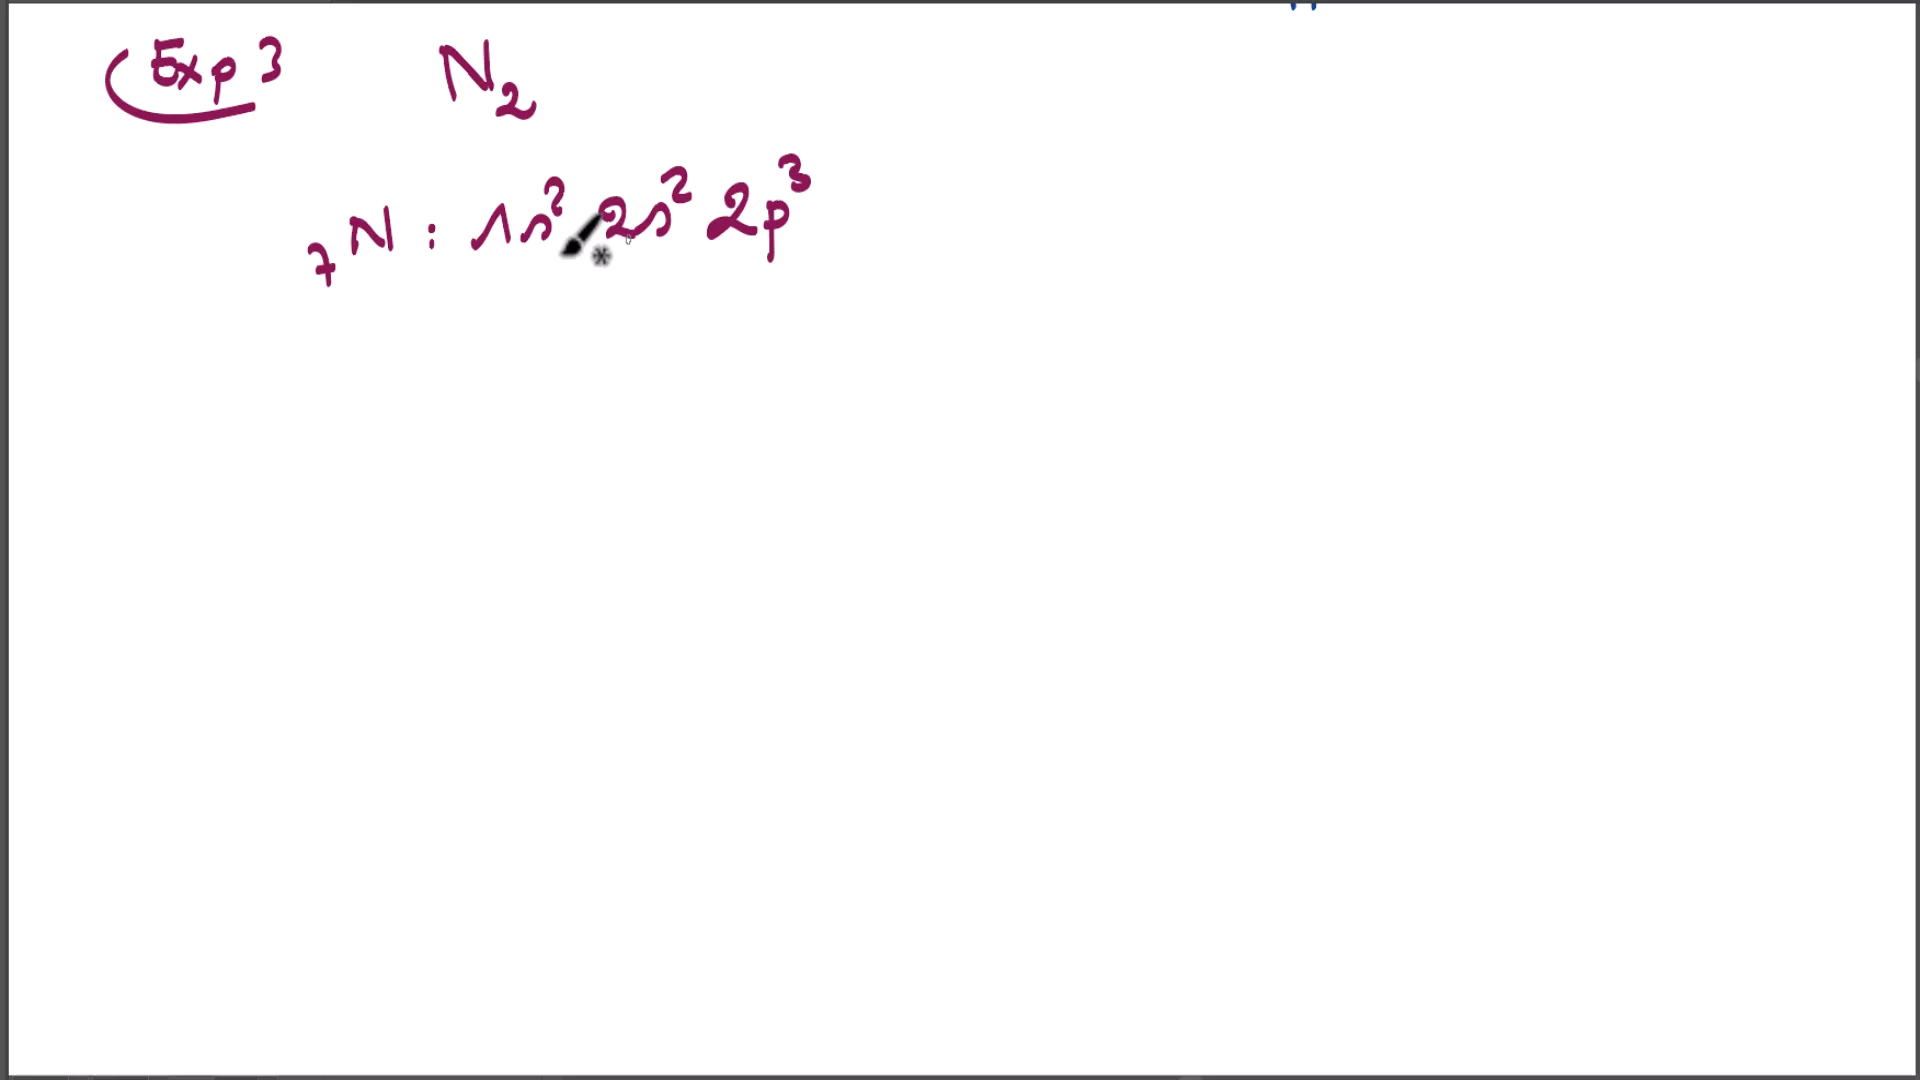 Exp 3 N₂
₇N : 1s² 2s² 2p³